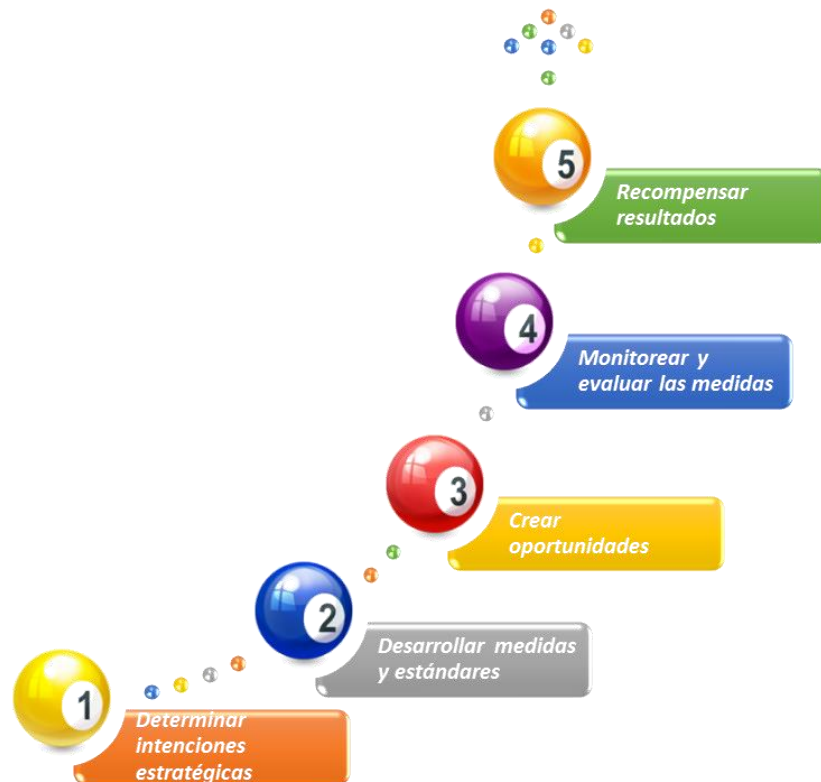 5
Recompensar
resultados
4
Monitorear y
evaluar las medidas
3
Crear
oportunidades
2
Desarrollar medidas
y estándares
1
Determinar
intenciones
estratégicas